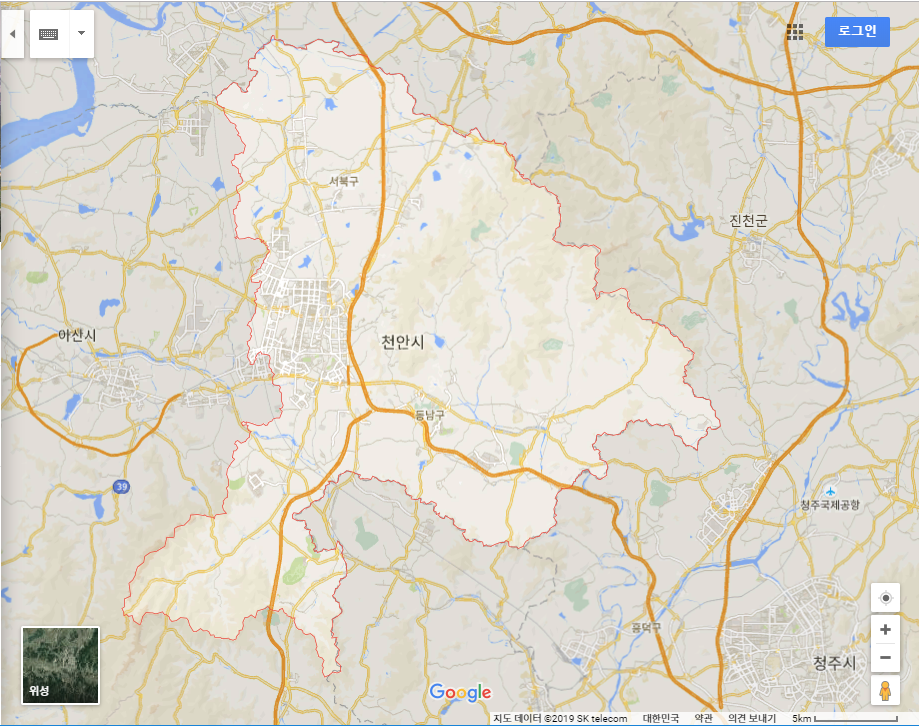 로그인
서북구
진천군
아산시
천안시
동남구
39
청주국제공항
흥덕구
청주시
위성
Google
지도 데이터 ©2019 SK telecom 대한민국 약관 의견 보내기 5km